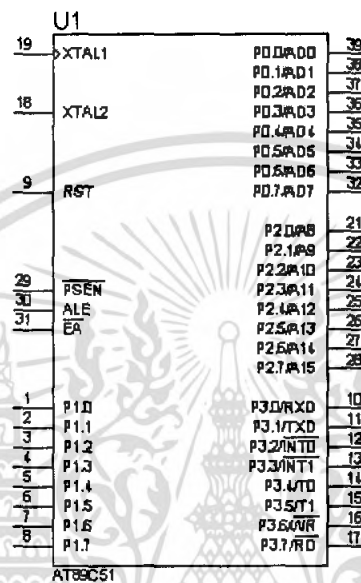 U1
19 XTAL1 P0.0/AD0 39
P0.1/AD1 38
P0.2/AD2 37
18 XTAL2 P0.3/AD3 36
P0.4/AD4 35
P0.5/AD5 34
P0.6/AD6 33
9 RST P0.7/AD7 32
P2.0/A8 21
P2.1/A9 22
P2.2/A10 23
29 PSEN P2.3/A11 24
30 ALE P2.4/A12 25
31 EA P2.5/A13 26
P2.6/A14 27
P2.7/A15 28
1 P1.0 P3.0/RXD 10
2 P1.1 P3.1/TXD 11
3 P1.2 P3.2/INT0 12
4 P1.3 P3.3/INT1 13
5 P1.4 P3.4/T0 14
6 P1.5 P3.5/T1 15
7 P1.6 P3.6/WR 16
8 P1.7 P3.7/RD 17
AT89C51